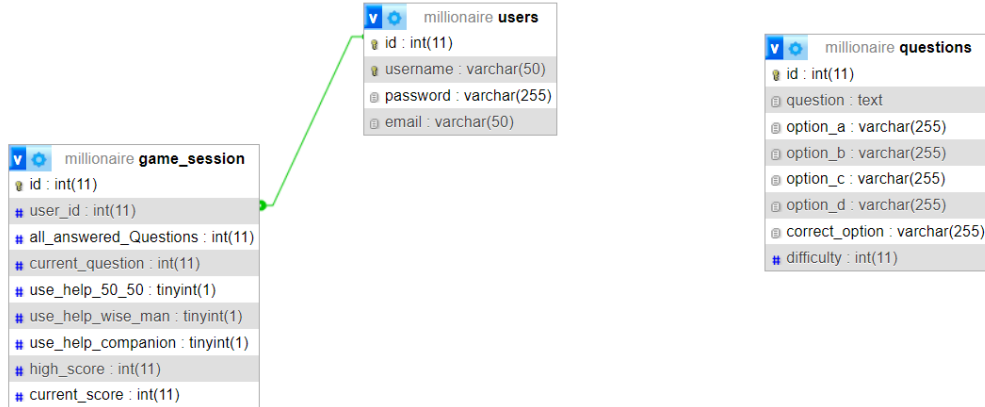 v millionaire users
id : int(11)
username : varchar(50)
password : varchar(255)
email : varchar(50)
v millionaire questions
id : int(11)
question : text
option_a : varchar(255)
option_b : varchar(255)
option_c : varchar(255)
option_d : varchar(255)
correct_option : varchar(255)
# difficulty : int(11)
v millionaire game_session
id : int(11)
# user_id : int(11)
# all_answered_Questions : int(11)
# current_question : int(11)
# use_help_50_50 : tinyint(1)
# use_help_wise_man : tinyint(1)
# use_help_companion : tinyint(1)
# high_score : int(11)
# current_score : int(11)